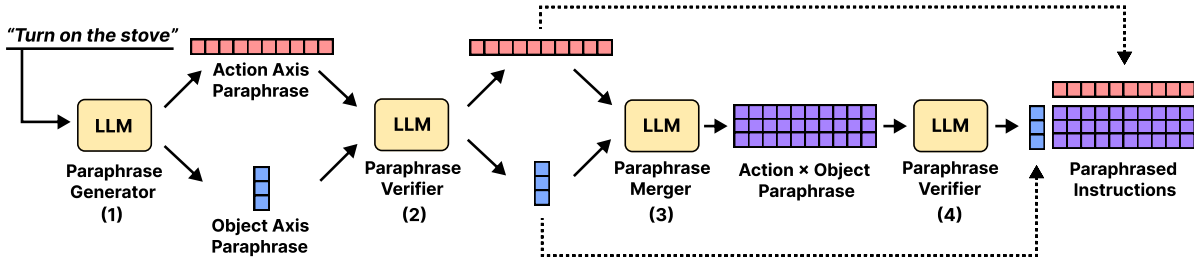 “Turn on the stove”
LLM
Paraphrase
Generator
(1)
Action Axis
Paraphrase
Object Axis
Paraphrase
LLM
Paraphrase
Verifier
(2)
LLM
Paraphrase
Merger
(3)
Action × Object
Paraphrase
LLM
Paraphrase
Verifier
(4)
Paraphrased
Instructions